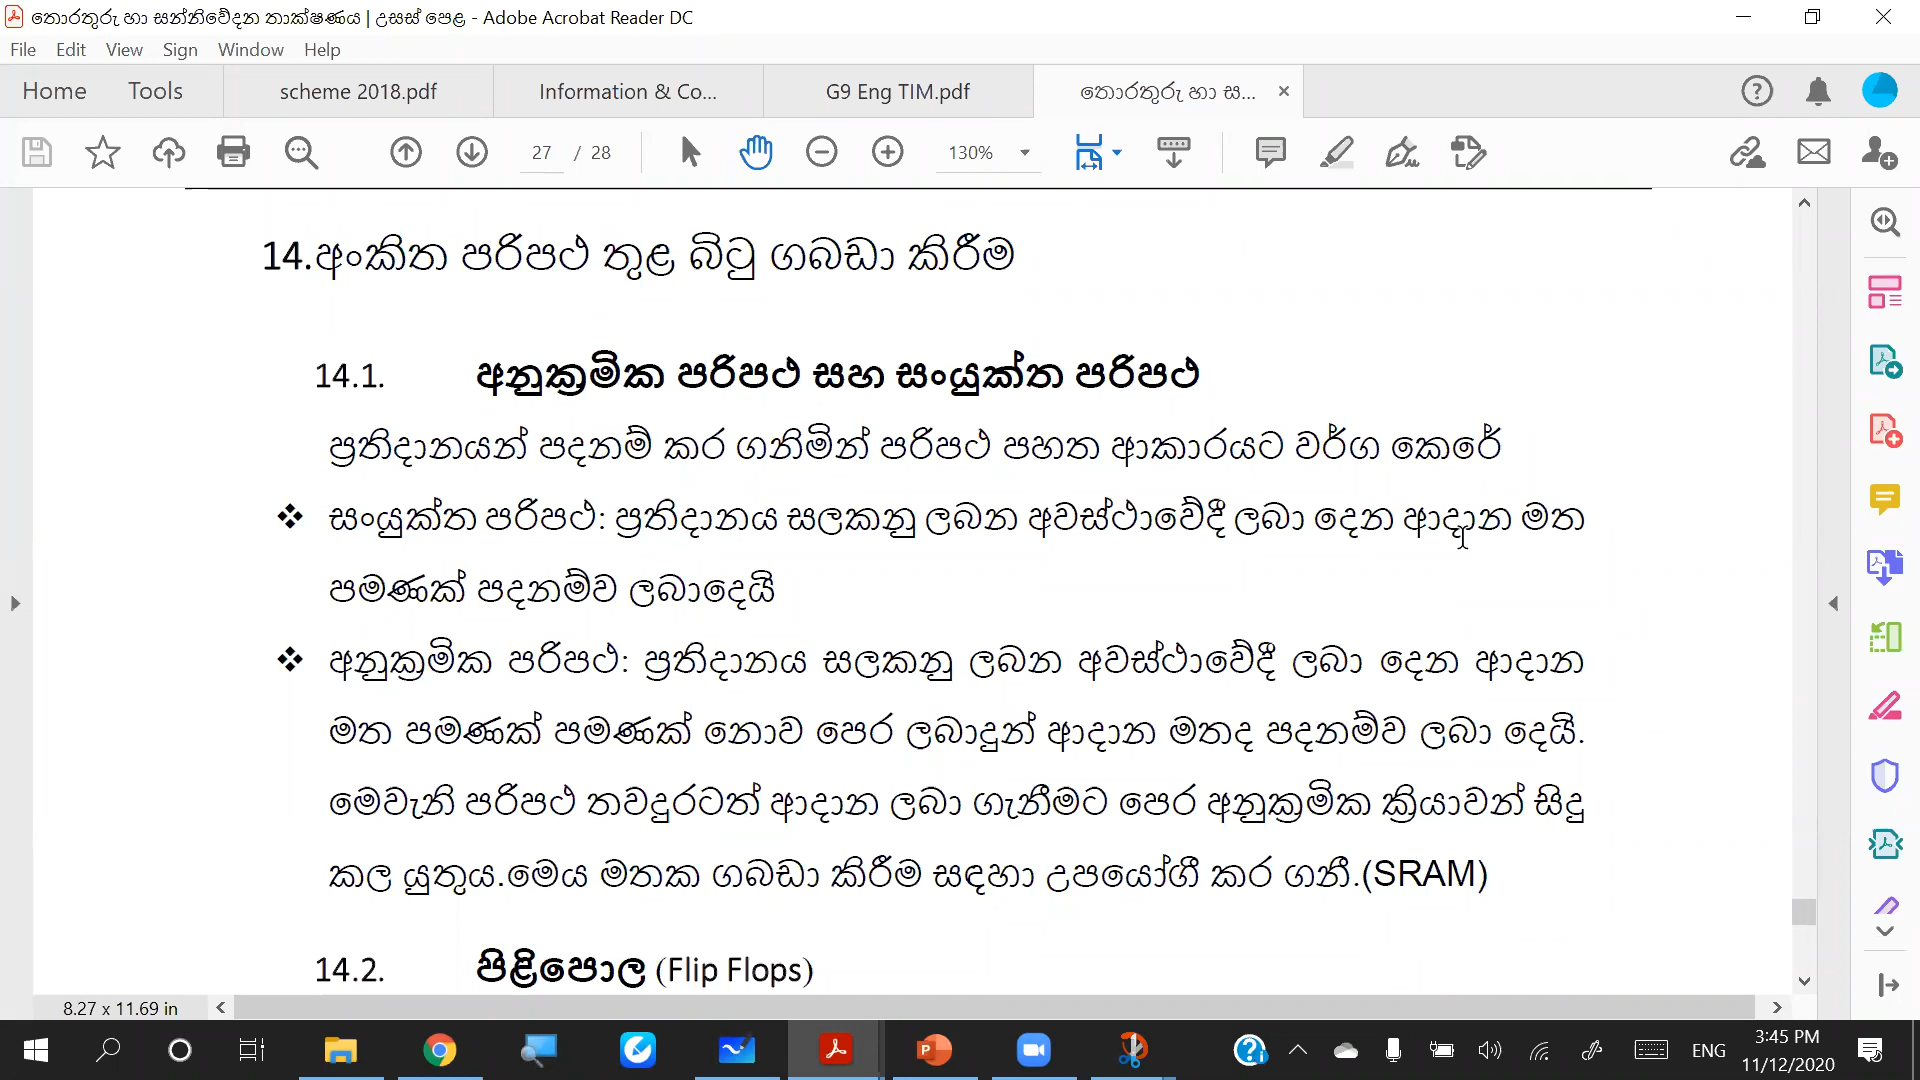 තොරතුරු හා සන්නිවේදන තාක්ෂණය | උසස් පෙළ - Adobe Acrobat Reader DC
File Edit View Sign Window Help
Home Tools scheme 2018.pdf Information & Co... G9 Eng TIM.pdf තොරතුරු හා ස...
27 / 28 130%
14.අංකිත පරිපථ තුළ බිටු ගබඩා කිරීම
14.1. අනුක්‍රමික පරිපථ සහ සංයුක්ත පරිපථ
ප්‍රතිදානයන් පදනම් කර ගනිමින් පරිපථ පහත ආකාරයට වර්ග කෙරේ
❖ සංයුක්ත පරිපථ: ප්‍රතිදානය සලකනු ලබන අවස්ථාවේදී ලබා දෙන ආදාන මත
පමණක් පදනම්ව ලබාදෙයි
❖ අනුක්‍රමික පරිපථ: ප්‍රතිදානය සලකනු ලබන අවස්ථාවේදී ලබා දෙන ආදාන
මත පමණක් පමණක් නොව පෙර ලබාදුන් ආදාන මතද පදනම්ව ලබා දෙයි.
මෙවැනි පරිපථ තවදුරටත් ආදාන ලබා ගැනීමට පෙර අනුක්‍රමික ක්‍රියාවන් සිදු
කල යුතුය.මෙය මතක ගබඩා කිරීම සඳහා උපයෝගී කර ගනී.(SRAM)
14.2. පිළිපොල (Flip Flops)
8.27 x 11.69 in
ENG 3:45 PM
11/12/2020